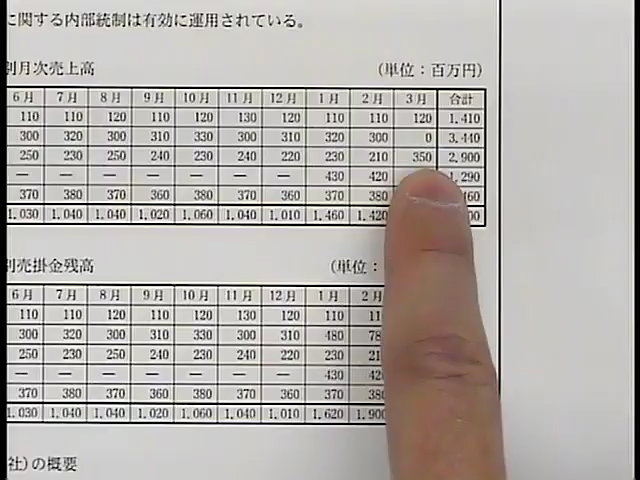 に関する内部統制は有効に運用されている。
別月次売上高 (単位：百万円)
6月 7月 8月 9月 10月 11月 12月 1月 2月 3月 合計
110 110 120 110 120 130 120 110 110 120 1,410
300 320 300 310 330 300 310 320 300 0 3,440
250 230 250 240 230 240 220 230 210 350 2,900
— — — — — — — 430 420 1,290
370 380 370 360 380 370 360 370 380
1,030 1,040 1,040 1,020 1,060 1,040 1,010 1,460 1,420
別売掛金残高 (単位：
6月 7月 8月 9月 10月 11月 12月 1月 2月
110 110 120 110 120 130 120 110
300 320 300 310 330 300 310 480
250 230 250 240 230 240 220 230
— — — — — — — 430
370 380 370 360 380 370 360 370 380
1,030 1,040 1,040 1,020 1,060 1,040 1,010 1,620 1,900
社)の概要